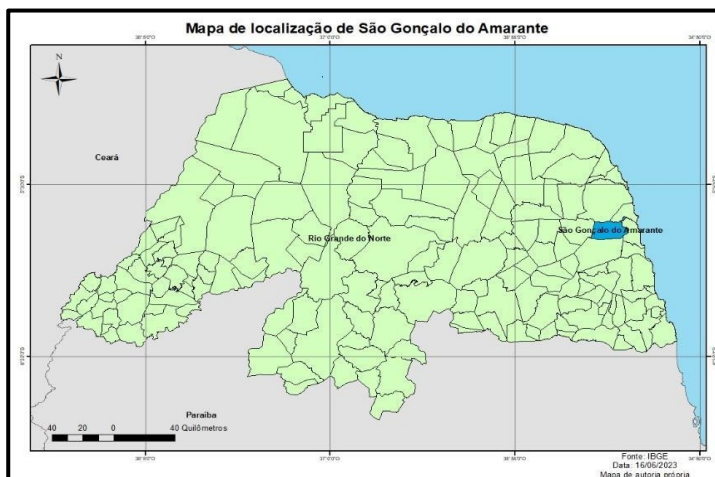 Mapa de localização de São Gonçalo do Amarante
N
Ceará
São Gonçalo do Amarante
Rio Grande do Norte
Paraíba
40 20 0 40 Quilômetros
Fonte: IBGE
Data: 16/06/2023
Mapa de autoria própria